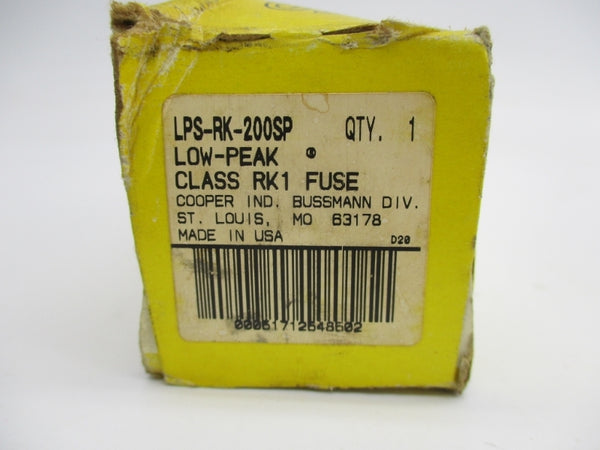 LPS-RK-200SP QTY. 1
LOW-PEAK ®
CLASS RK1 FUSE
COOPER IND. BUSSMANN DIV.
ST. LOUIS, MO 63178
MADE IN USA D20